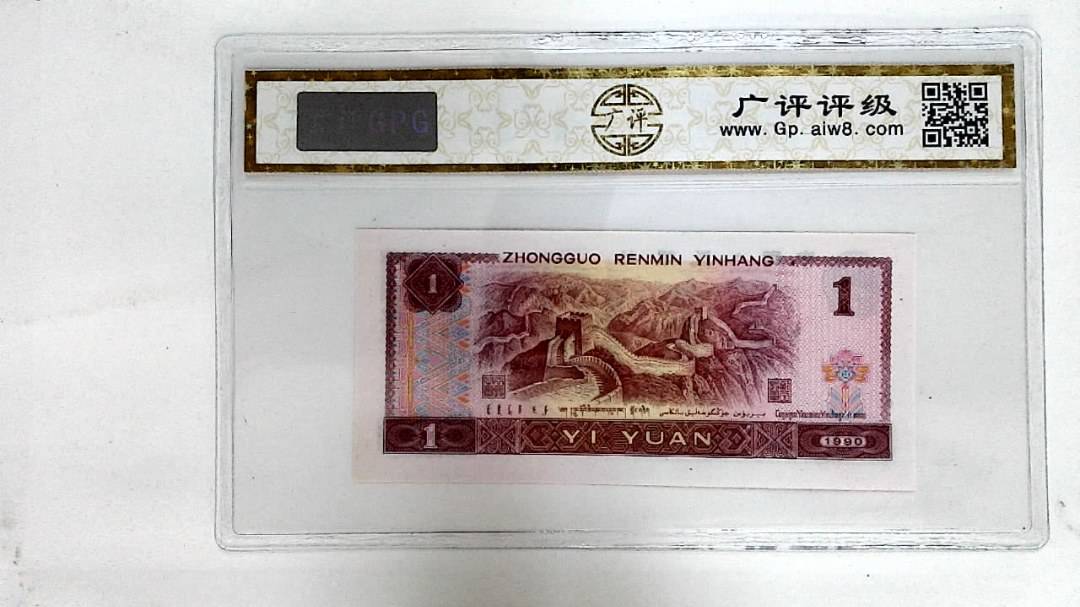 GPG
广评
广评评级
www. Gp. aiw8. com
ZHONGGUO RENMIN YINHANG
1
1
1
YI YUAN
1990